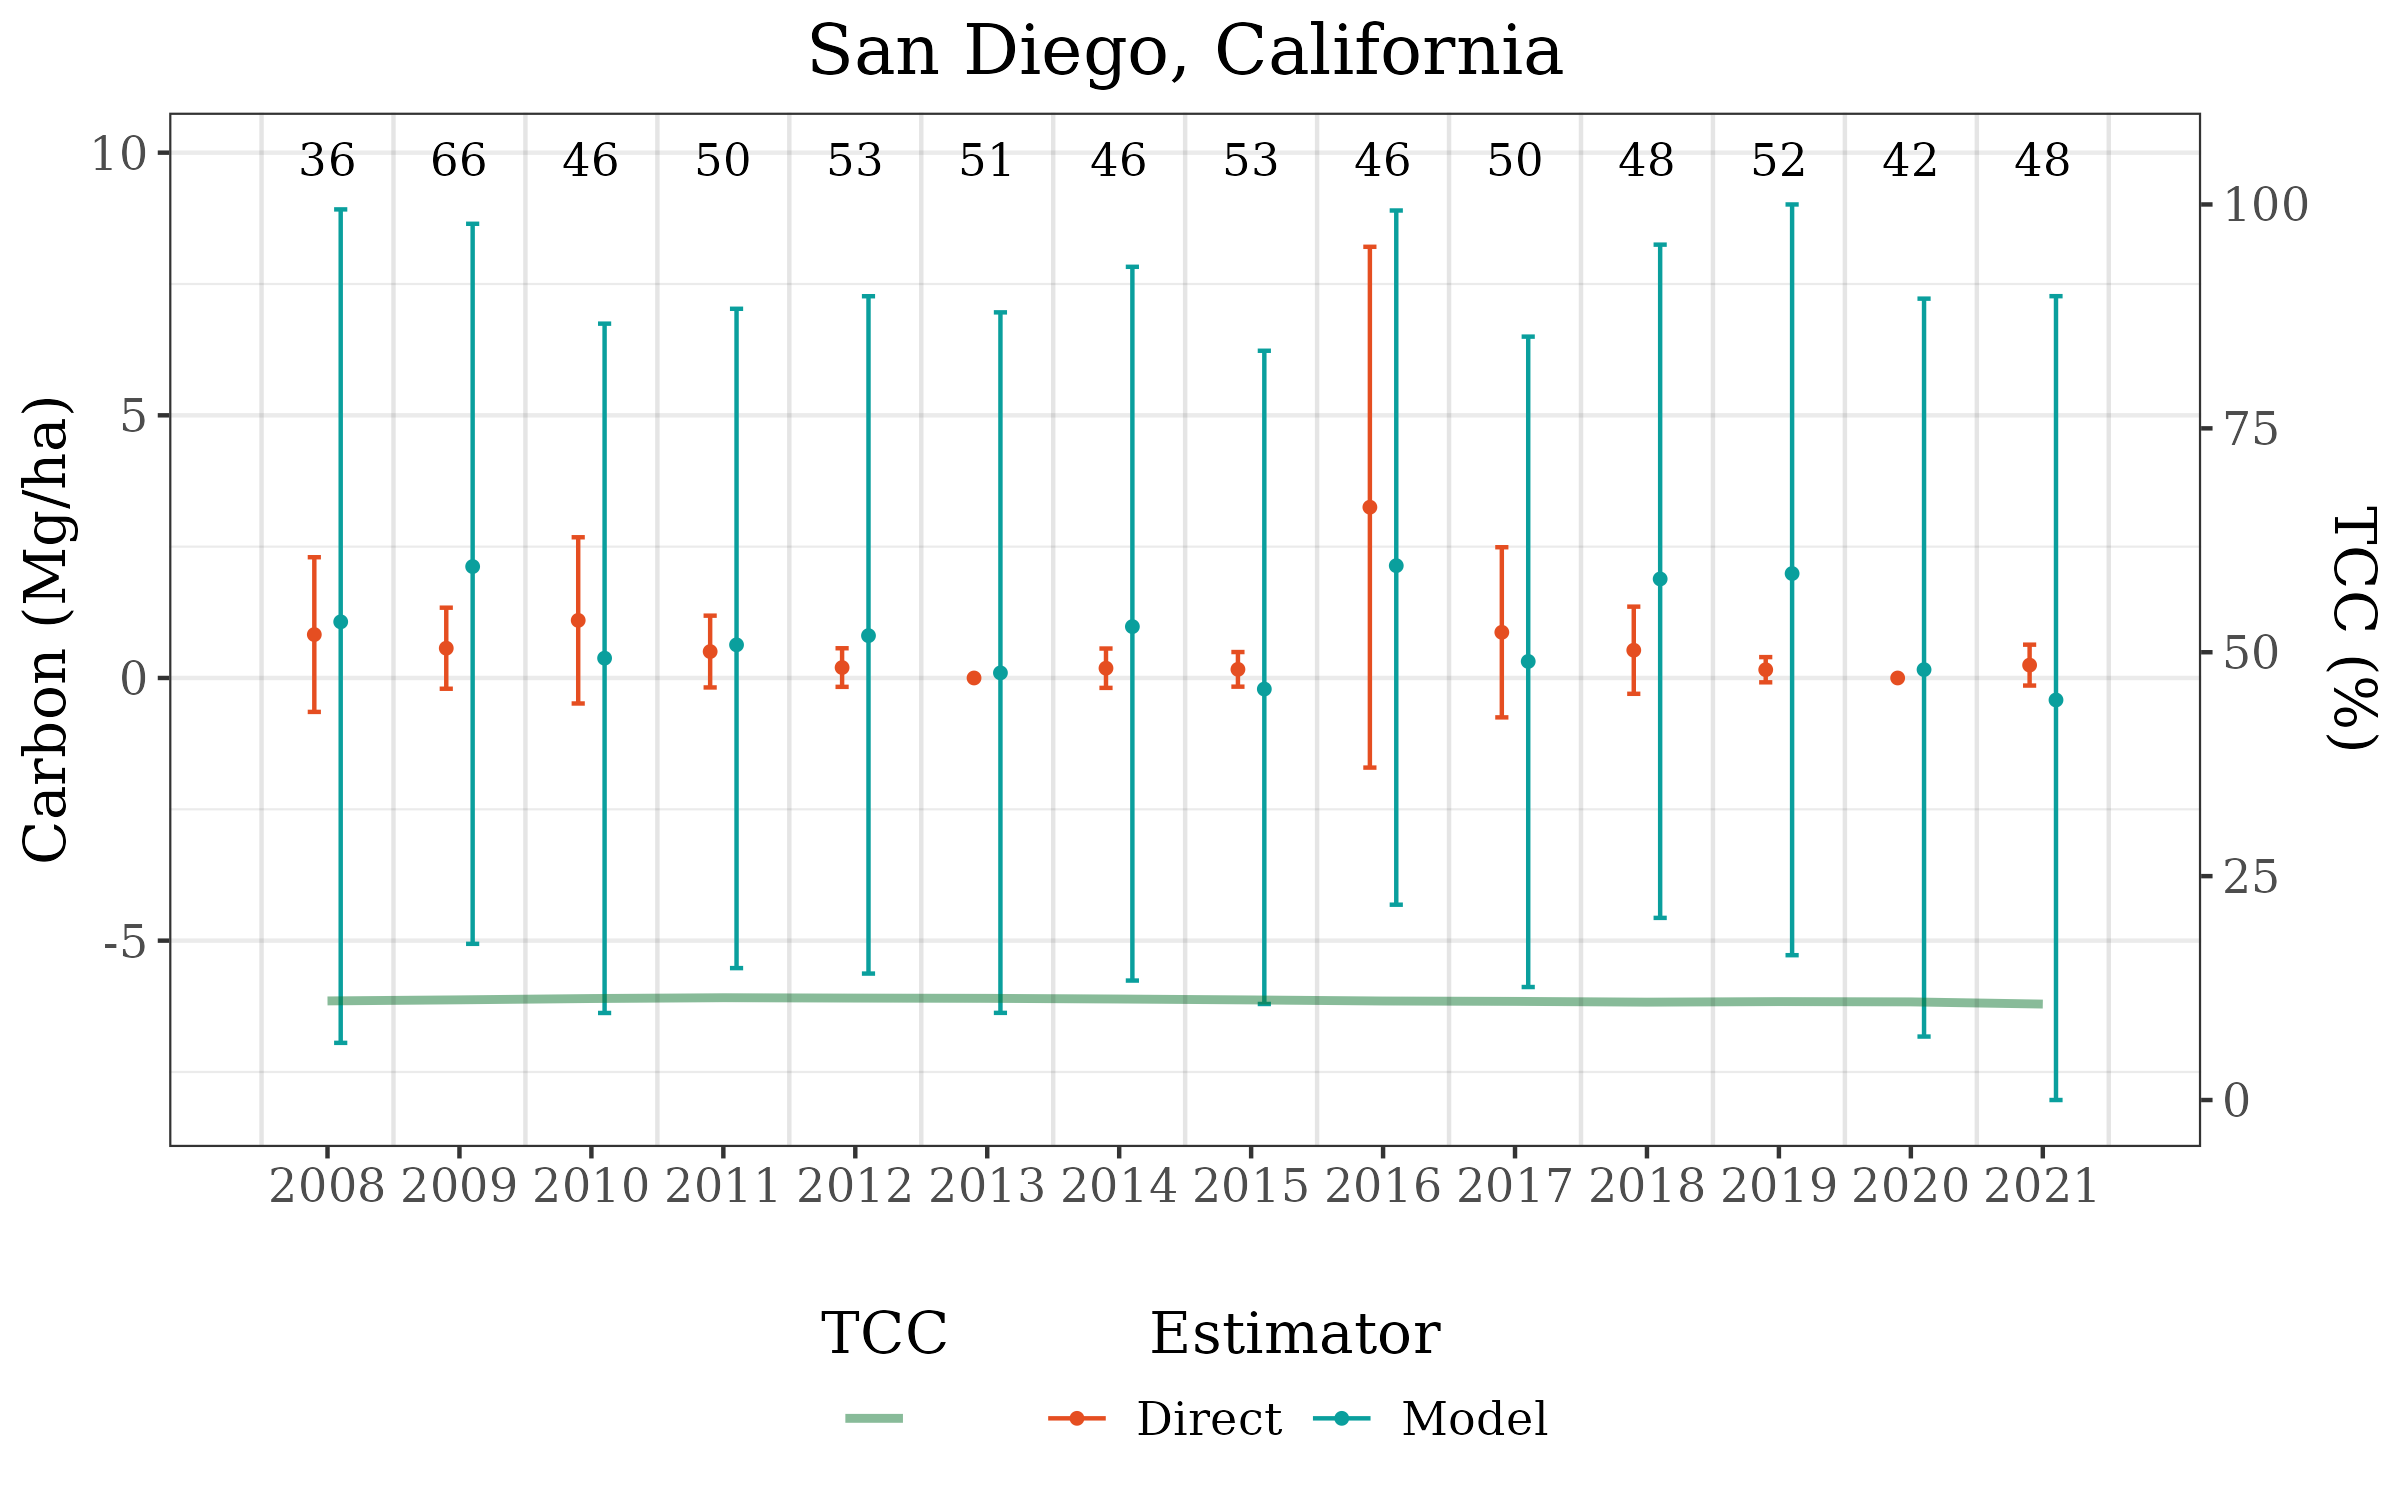 San Diego, California
36 66 46 50 53 51 46 53 46 50 48 52 42 48
10
5
0
-5
Carbon (Mg/ha)
100
75
50
25
0
TCC (%)
2008 2009 2010 2011 2012 2013 2014 2015 2016 2017 2018 2019 2020 2021
TCC Estimator
Direct Model